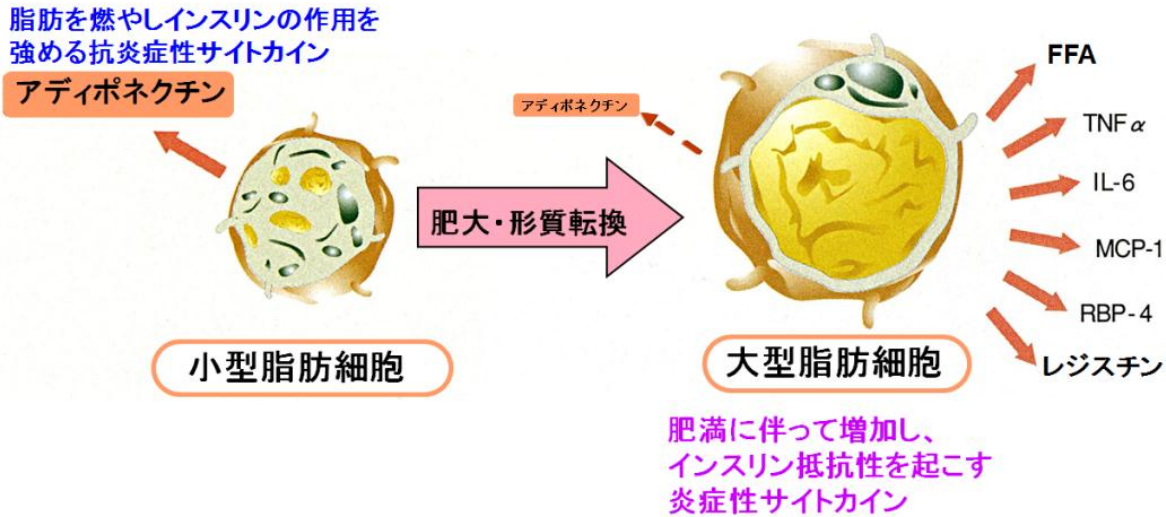 脂肪を燃やしインスリンの作用を
強める抗炎症性サイトカイン
アディポネクチン
小型脂肪細胞
肥大・形質転換
アディポネクチン
大型脂肪細胞
FFA
TNFα
IL-6
MCP-1
RBP-4
レジスチン
肥満に伴って増加し、
インスリン抵抗性を起こす
炎症性サイトカイン